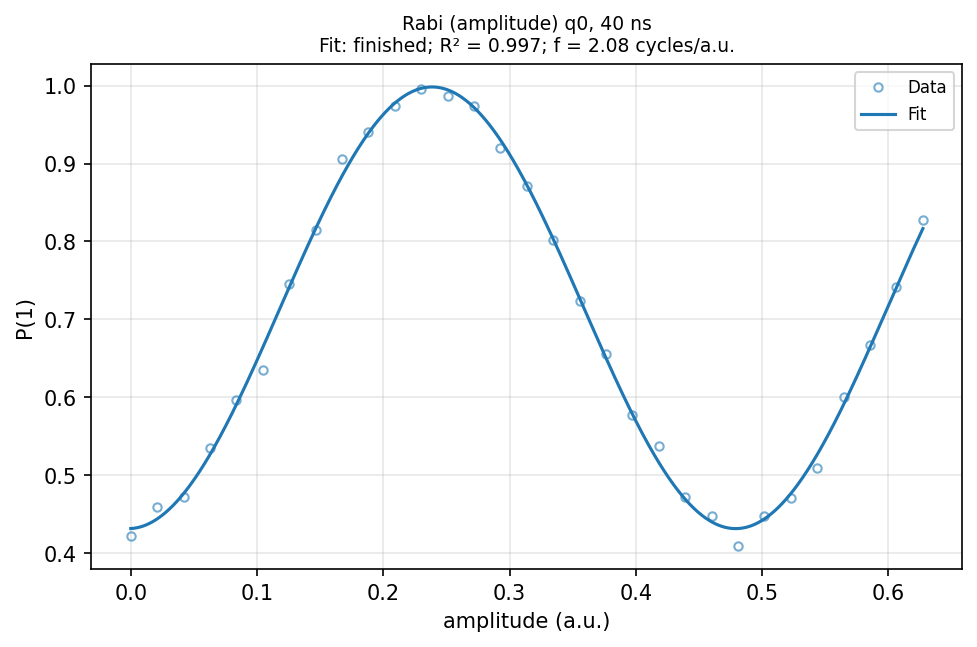 Rabi (amplitude) q0, 40 ns
Fit: finished; R² = 0.997; f = 2.08 cycles/a.u.
Data
Fit
P(1)
1.0
0.9
0.8
0.7
0.6
0.5
0.4
0.0 0.1 0.2 0.3 0.4 0.5 0.6
amplitude (a.u.)